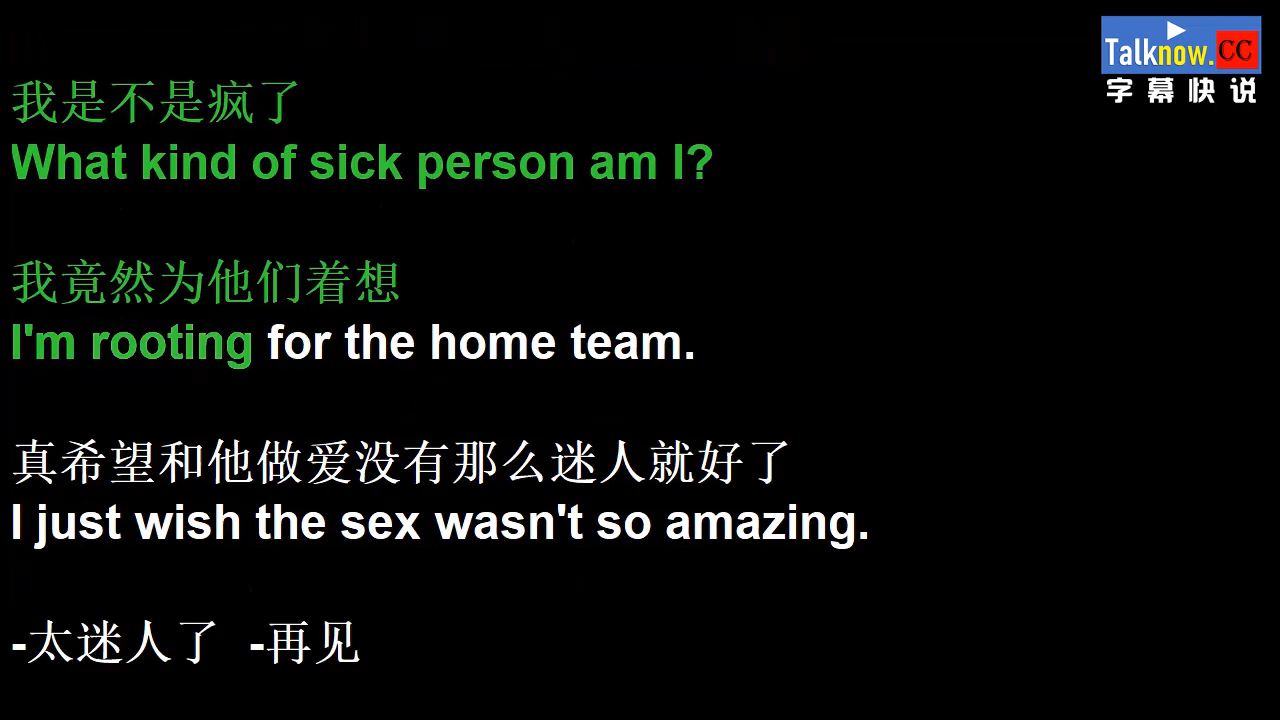 Talknow.CC
字幕快说
我是不是疯了
What kind of sick person am I?
我竟然为他们着想
I'm rooting for the home team.
真希望和他做爱没有那么迷人就好了
I just wish the sex wasn't so amazing.
-太迷人了 -再见